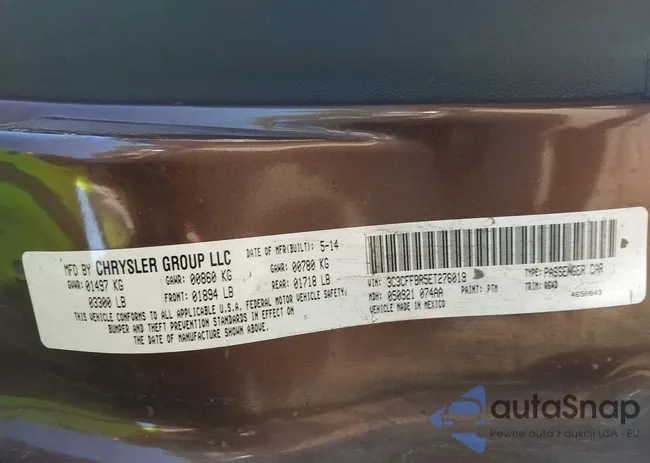 MFD BY CHRYSLER GROUP LLC
DATE OF MFR(BUILT): 5-14
GVWR: 01497 KG GAWR: 00860 KG GAWR: 00780 KG
03300 LB FRONT: 01894 LB REAR: 01718 LB
THIS VEHICLE CONFORMS TO ALL APPLICABLE U.S.A. FEDERAL MOTOR VEHICLE SAFETY,
BUMPER AND THEFT PREVENTION STANDARDS IN EFFECT ON
THE DATE OF MANUFACTURE SHOWN ABOVE.
VIN: 3C3CFFBR5ET276019 TYPE: PASSENGER CAR
MDH: 050921 074AA PAINT: PTM TRIM: 86XD
VEHICLE MADE IN MEXICO 4658843
autoSnap
Pewne auto z aukcji USA i EU